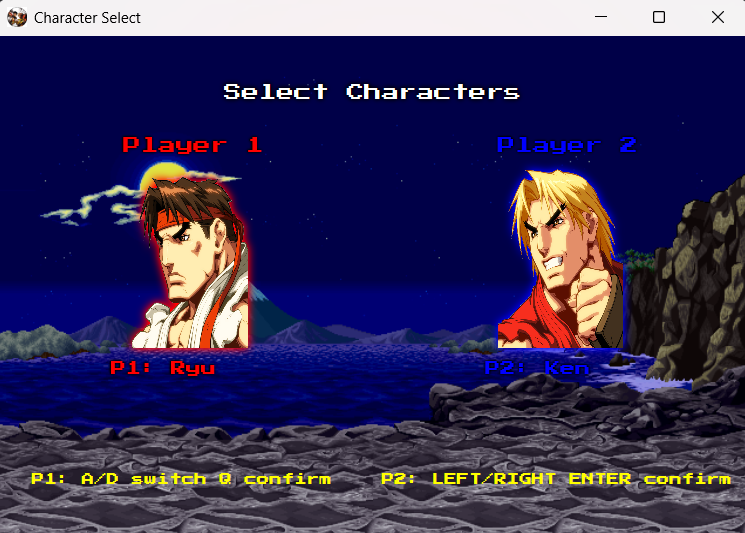 Character Select
Select Characters
Player 1 Player 2
P1: Ryu P2: Ken
P1: A/D switch Q confirm P2: LEFT/RIGHT ENTER confirm